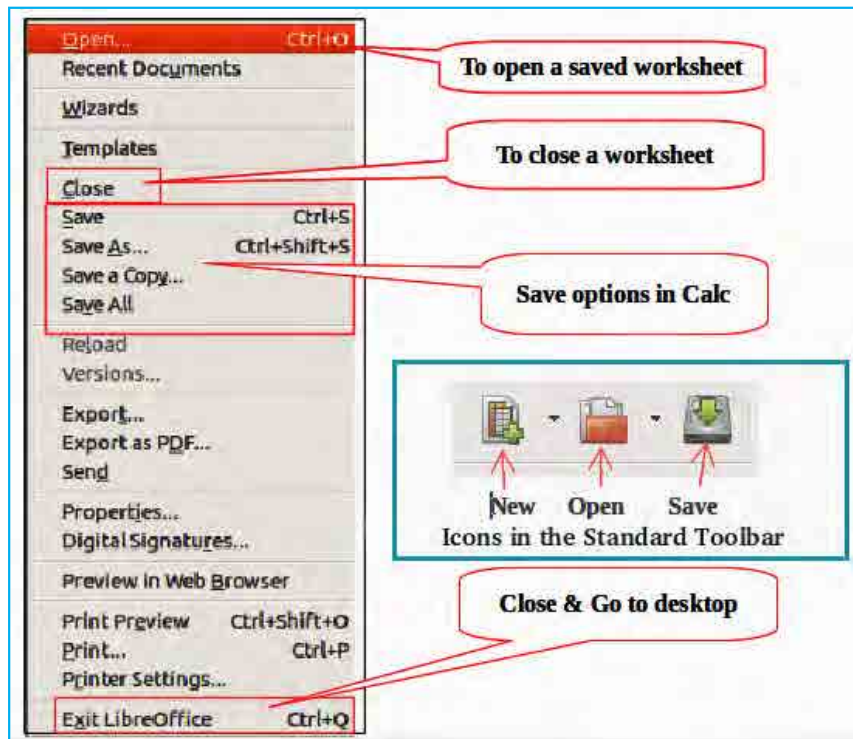 Open... Ctrl+O
Recent Documents
Wizards
Templates
Close
Save Ctrl+S
Save As... Ctrl+Shift+S
Save a Copy...
Save All
Reload
Versions...
Export...
Export as PDF...
Send
Properties...
Digital Signatures...
Preview in Web Browser
Print Preview Ctrl+Shift+O
Print... Ctrl+P
Printer Settings...
Exit LibreOffice Ctrl+Q
To open a saved worksheet
To close a worksheet
Save options in Calc
New Open Save
Icons in the Standard Toolbar
Close & Go to desktop